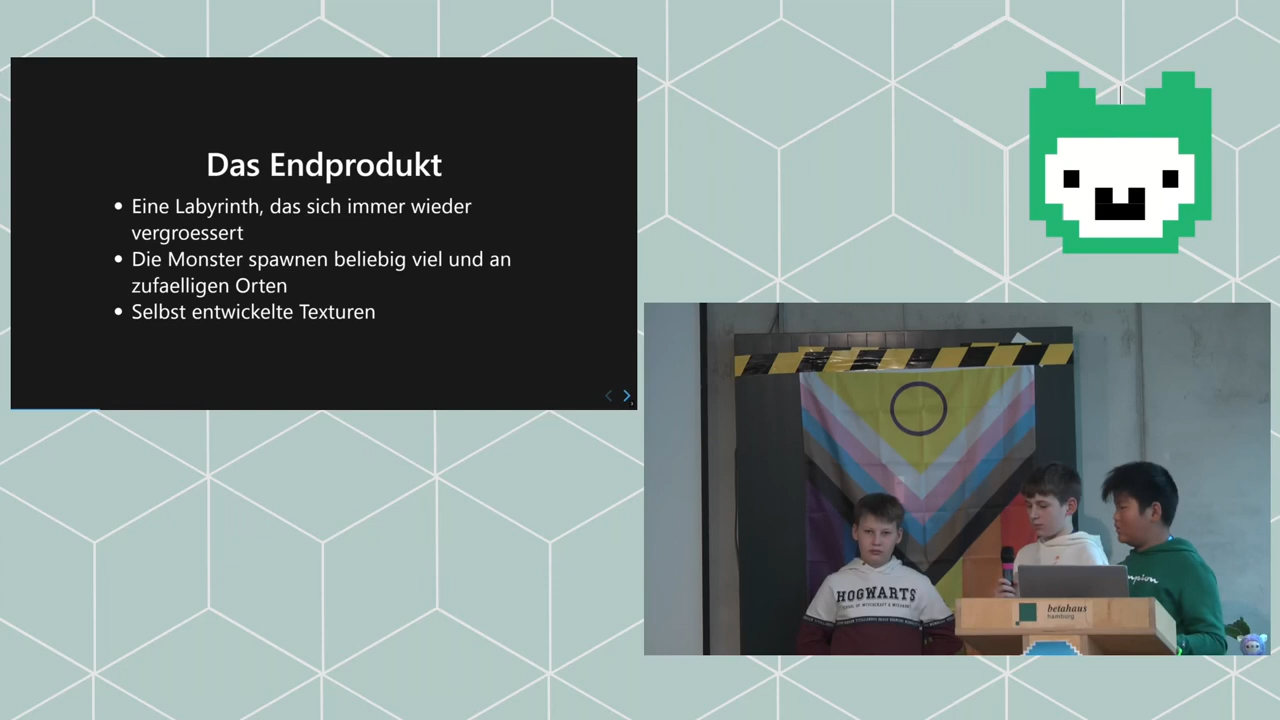 Das Endprodukt
• Eine Labyrinth, das sich immer wieder
vergroessert
• Die Monster spawnen beliebig viel und an
zufaelligen Orten
• Selbst entwickelte Texturen
HOGWARTS
betahaus
hamburg